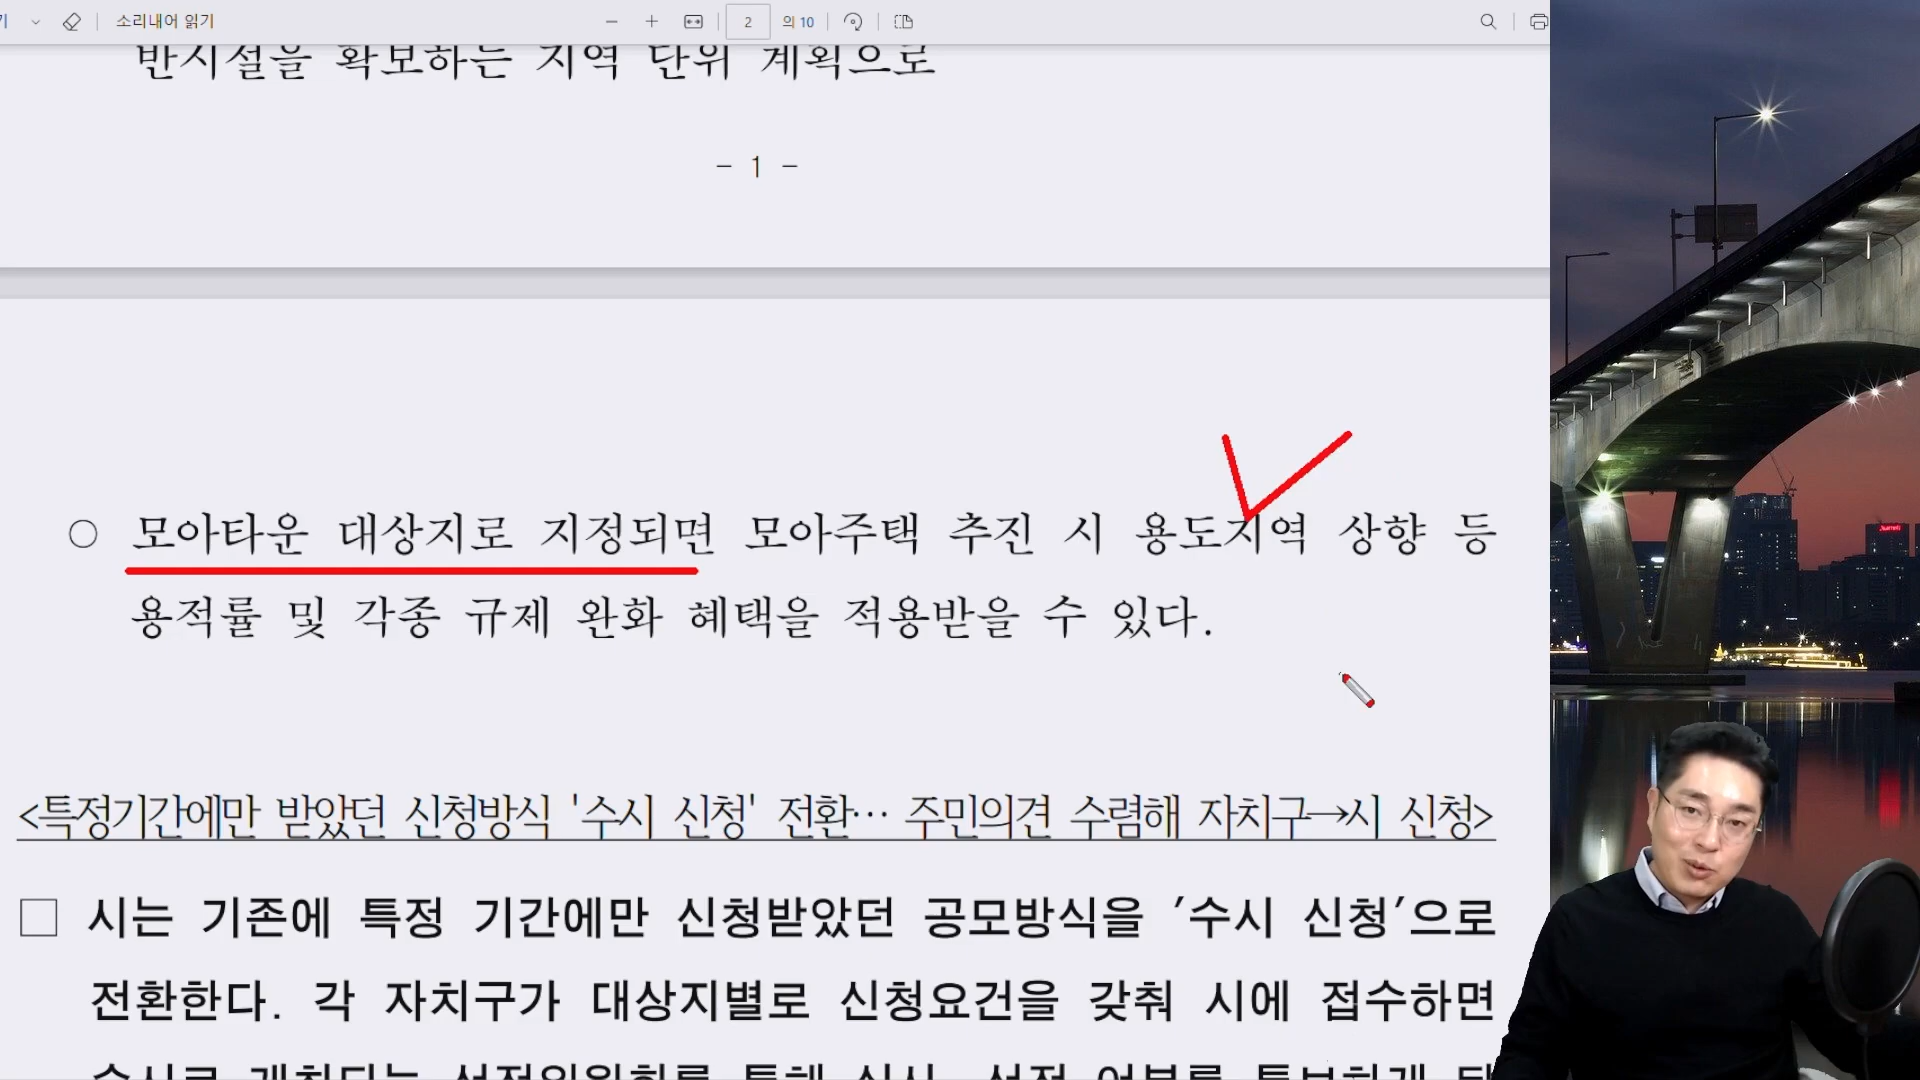 소리내어 읽기
2 의 10
반시설을 확보하는 지역 단위 계획으로
- 1 -
○ 모아타운 대상지로 지정되면 모아주택 추진 시 용도지역 상향 등
용적률 및 각종 규제 완화 혜택을 적용받을 수 있다.
<특정기간에만 받았던 신청방식 '수시 신청' 전환… 주민의견 수렴해 자치구→시 신청>
□ 시는 기존에 특정 기간에만 신청받았던 공모방식을 '수시 신청'으로
전환한다. 각 자치구가 대상지별로 신청요건을 갖춰 시에 접수하면